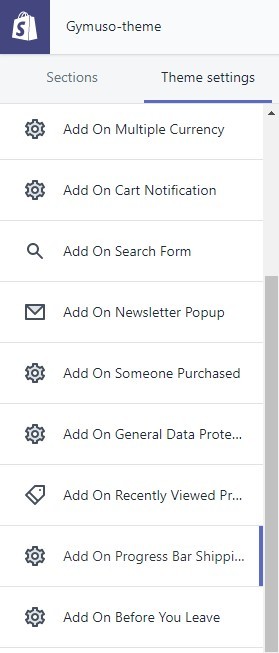 Gymuso-theme
Sections Theme settings
Add On Multiple Currency
Add On Cart Notification
Add On Search Form
Add On Newsletter Popup
Add On Someone Purchased
Add On General Data Prote...
Add On Recently Viewed Pr...
Add On Progress Bar Shippi...
Add On Before You Leave